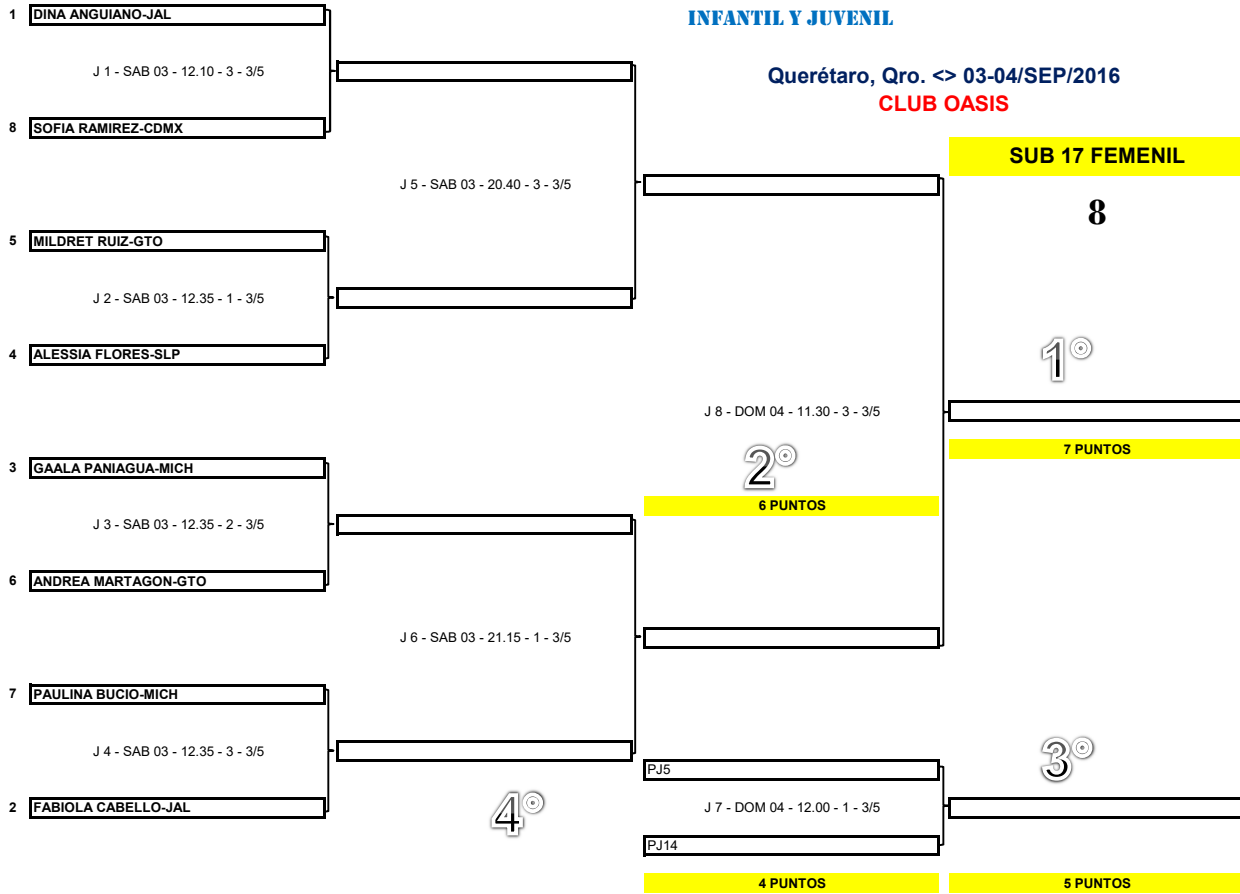 INFANTIL Y JUVENIL
Querétaro, Qro. <> 03-04/SEP/2016
CLUB OASIS
SUB 17 FEMENIL
8
1 DINA ANGUIANO-JAL
J 1 - SAB 03 - 12.10 - 3 - 3/5
8 SOFIA RAMIREZ-CDMX
J 5 - SAB 03 - 20.40 - 3 - 3/5
5 MILDRET RUIZ-GTO
J 2 - SAB 03 - 12.35 - 1 - 3/5
4 ALESSIA FLORES-SLP
1°
J 8 - DOM 04 - 11.30 - 3 - 3/5
7 PUNTOS
2°
6 PUNTOS
3 GAALA PANIAGUA-MICH
J 3 - SAB 03 - 12.35 - 2 - 3/5
6 ANDREA MARTAGON-GTO
J 6 - SAB 03 - 21.15 - 1 - 3/5
7 PAULINA BUCIO-MICH
J 4 - SAB 03 - 12.35 - 3 - 3/5
2 FABIOLA CABELLO-JAL
4°
3°
PJ5
J 7 - DOM 04 - 12.00 - 1 - 3/5
PJ14
4 PUNTOS
5 PUNTOS